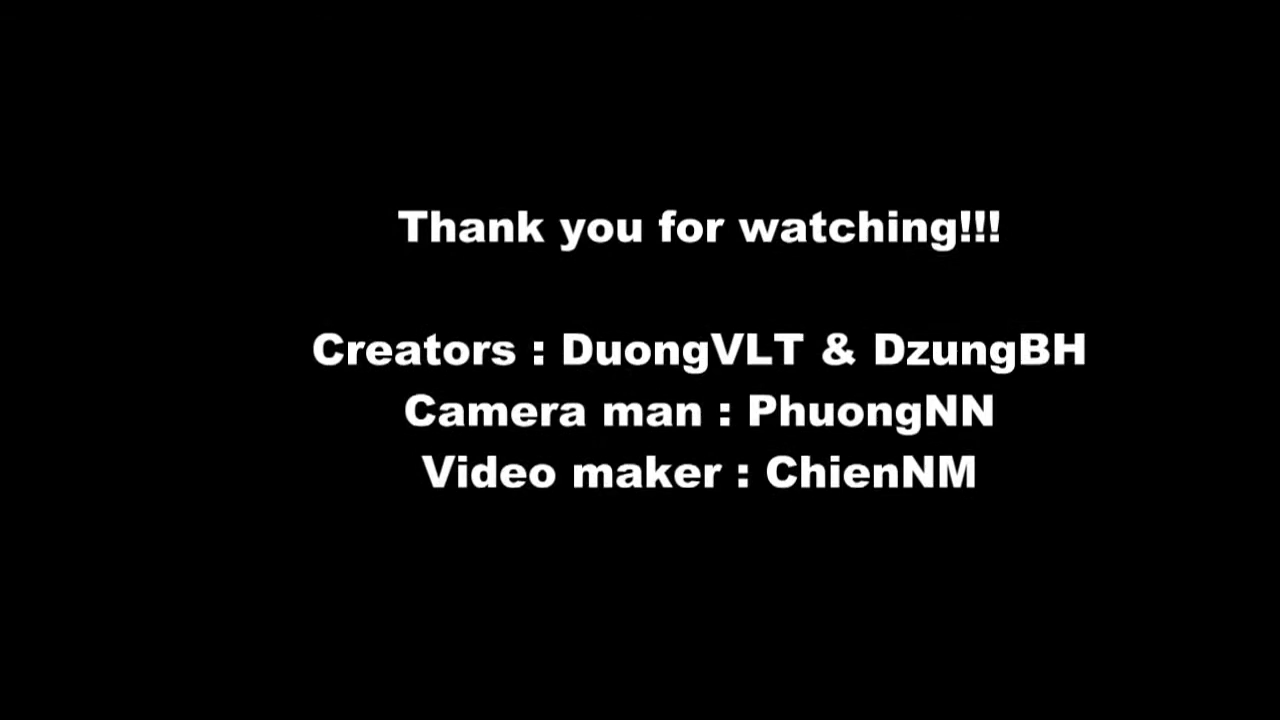 Thank you for watching!!!
Creators : DuongVLT & DzungBH
Camera man : PhuongNN
Video maker : ChienNM